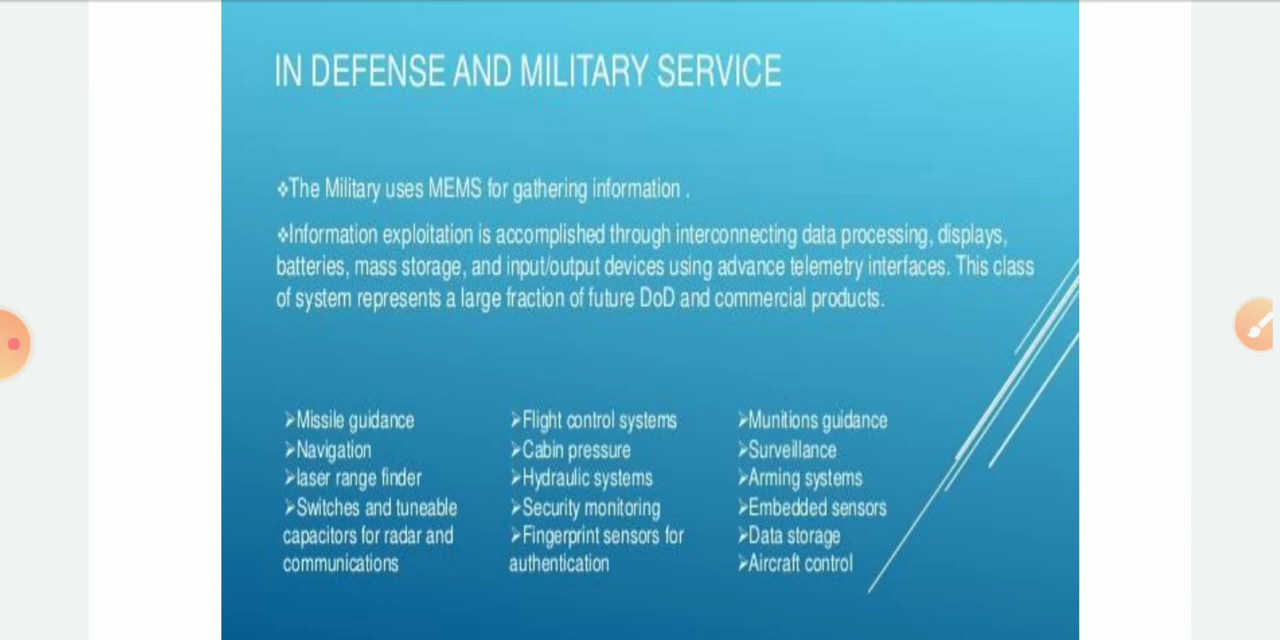 IN DEFENSE AND MILITARY SERVICE
❖The Military uses MEMS for gathering information .
❖Information exploitation is accomplished through interconnecting data processing, displays,
batteries, mass storage, and input/output devices using advance telemetry interfaces. This class
of system represents a large fraction of future DoD and commercial products.
➢Missile guidance
➢Navigation
➢laser range finder
➢Switches and tuneable
capacitors for radar and
communications
➢Flight control systems
➢Cabin pressure
➢Hydraulic systems
➢Security monitoring
➢Fingerprint sensors for
authentication
➢Munitions guidance
➢Surveillance
➢Arming systems
➢Embedded sensors
➢Data storage
➢Aircraft control